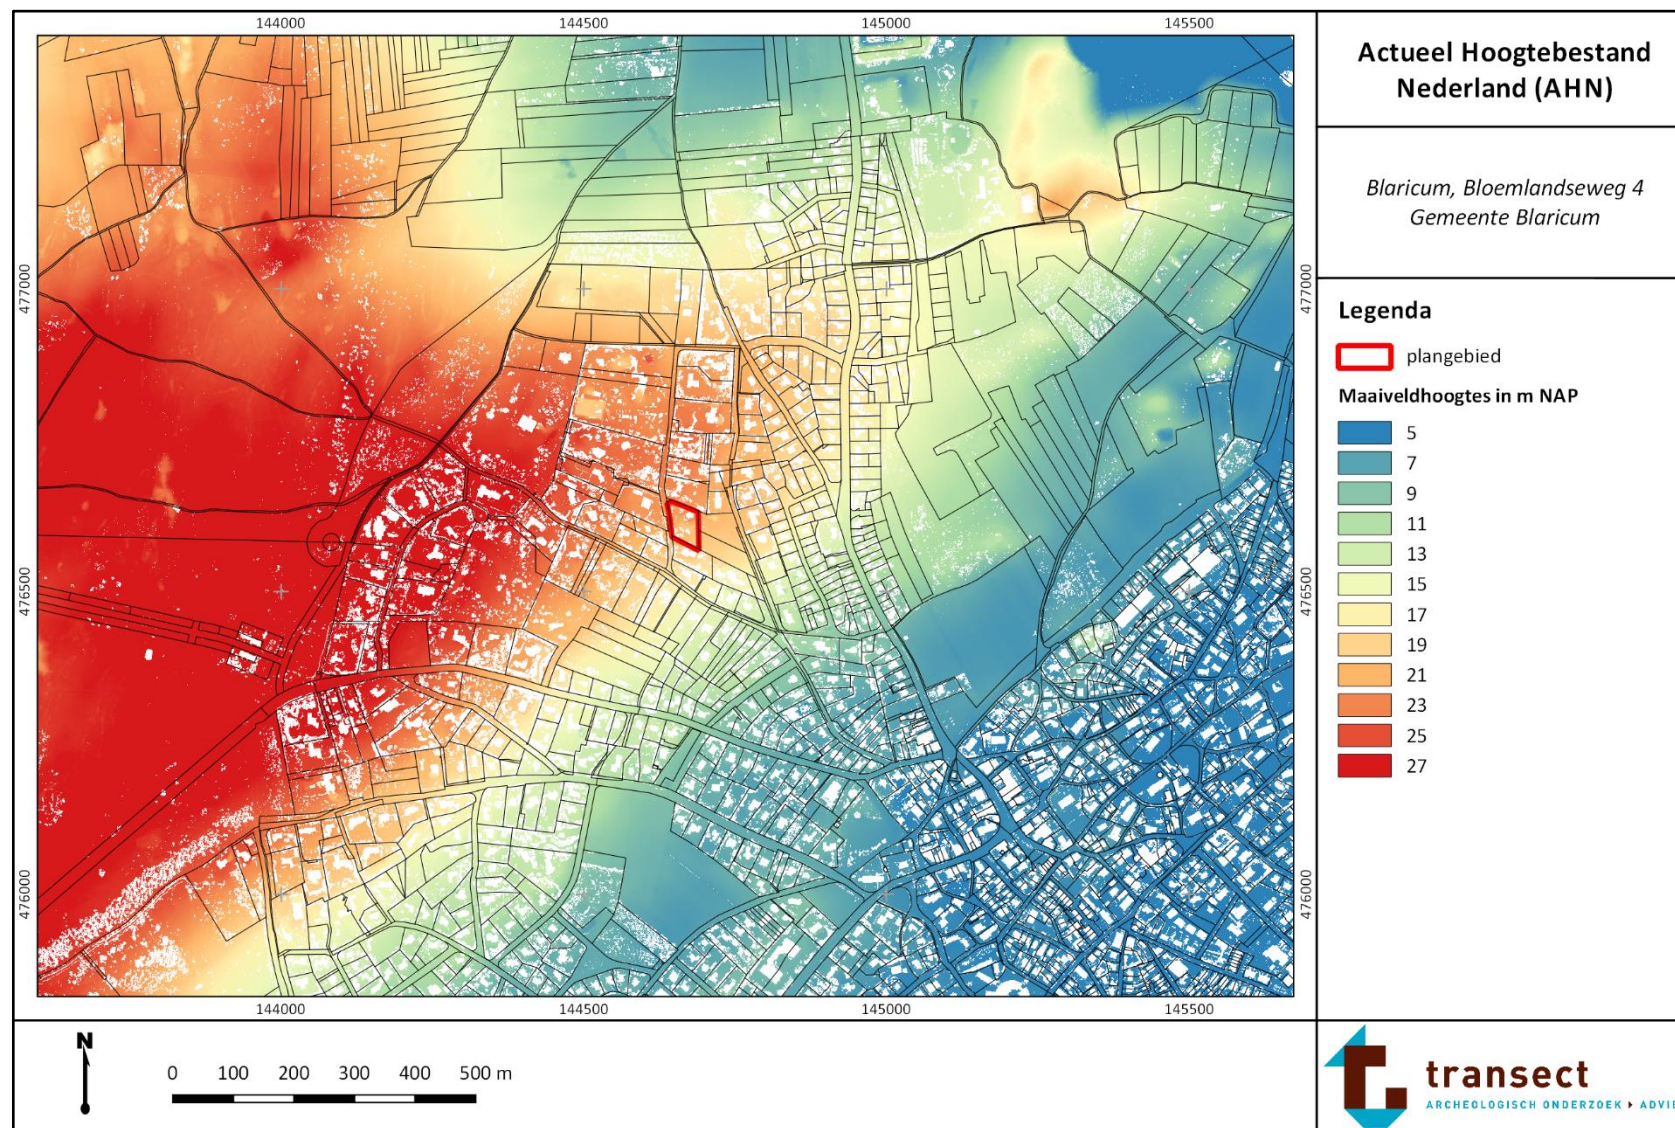 144000 144500 145000 145500
Actueel Hoogtebestand
Nederland (AHN)
Blaricum, Bloemlandseweg 4
Gemeente Blaricum
477000
476500
476000
477000
476500
476000
Legenda
plangebied
Maaiveldhoogtes in m NAP
5
7
9
11
13
15
17
19
21
23
25
27
144000 144500 145000 145500
N
0 100 200 300 400 500 m
transect
ARCHEOLOGISCH ONDERZOEK ▸ ADVIE